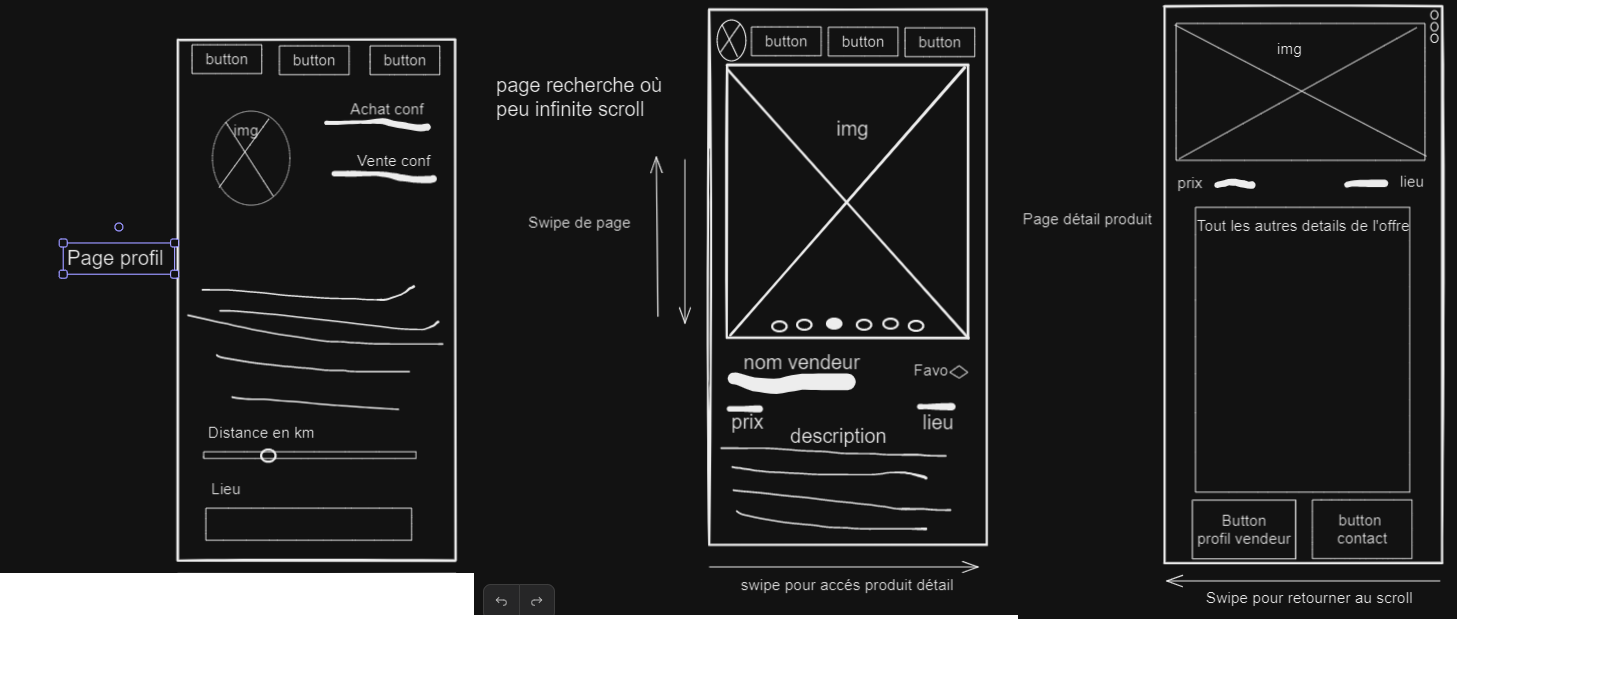 button
button
button
img
Achat conf
Vente conf
Page profil
Distance en km
Lieu
page recherche où
peu infinite scroll
Swipe de page
button
button
button
img
nom vendeur
Favo
prix
lieu
description
swipe pour accés produit détail
Page détail produit
img
prix
lieu
Tout les autres details de l'offre
Button
profil vendeur
button
contact
Swipe pour retourner au scroll